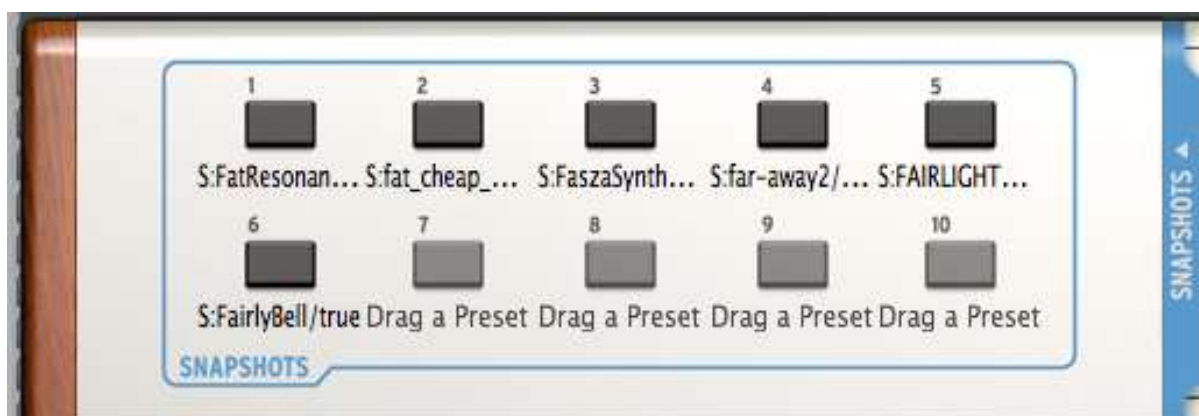 1 2 3 4 5
S:FatResonan... S:fat_cheap_... S:FaszaSynth... S:far-away2/... S:FAIRLIGHT...
6 7 8 9 10
S:FairlyBell/true Drag a Preset Drag a Preset Drag a Preset Drag a Preset
SNAPSHOTS
SNAPSHOTS ▲